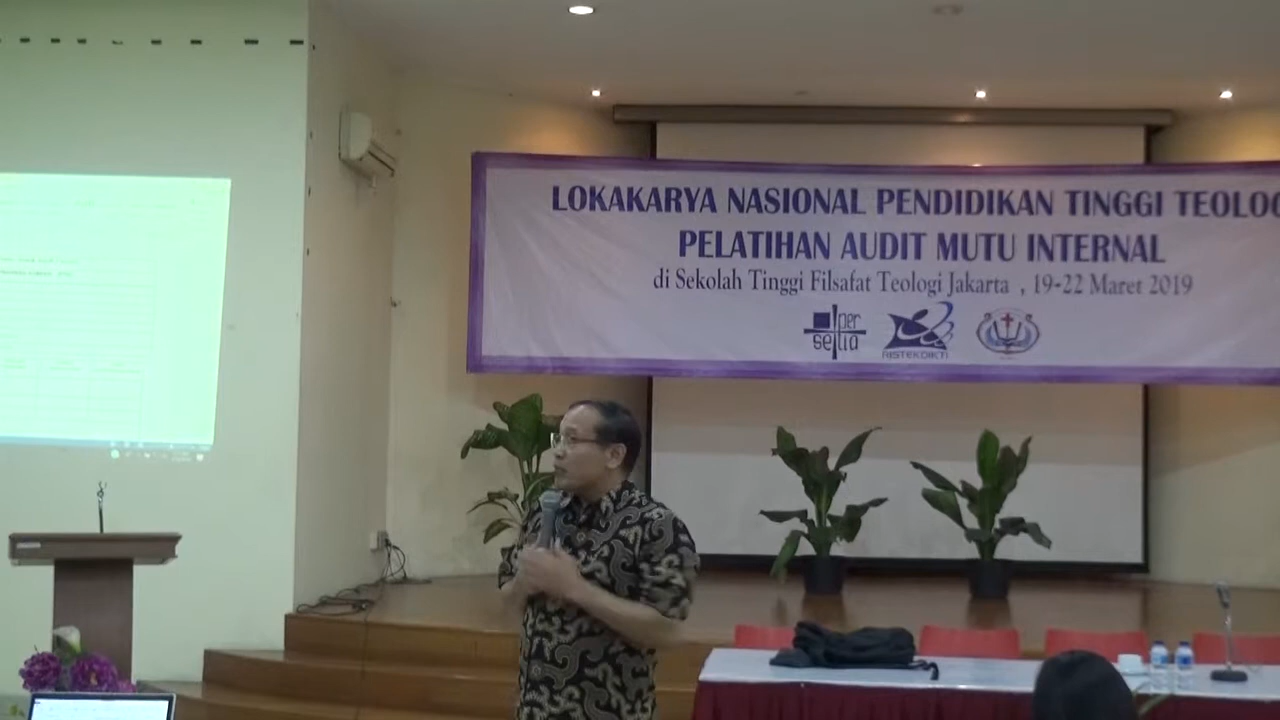 LOKAKARYA NASIONAL PENDIDIKAN TINGGI TEOLOG
PELATIHAN AUDIT MUTU INTERNAL
di Sekolah Tinggi Filsafat Teologi Jakarta , 19-22 Maret 2019
per
setia
RISTEKDIKTI